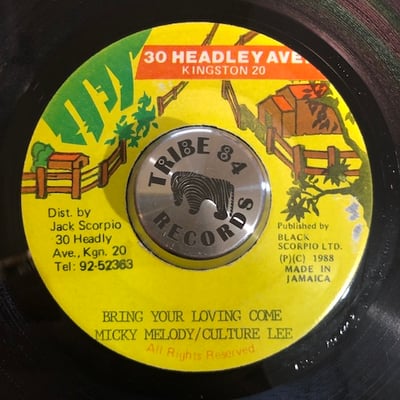 30 HEADLEY AVE
KINGSTON 20
TRIBE 84
RECORDS
Dist. by
Jack Scorpio
30 Headly
Ave., Kgn. 20
Tel: 92-52363
Published by
BLACK
SCORPIO LTD.
(P)(C) 1988
MADE IN
JAMAICA
BRING YOUR LOVING COME
MICKY MELODY/CULTURE LEE
All Rights Reserved